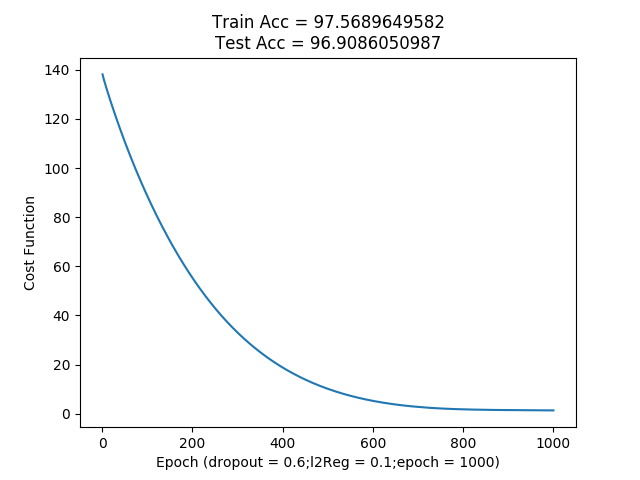 Train Acc = 97.5689649582
Test Acc = 96.9086050987
140
120
100
80
60
40
20
0
Cost Function
0 200 400 600 800 1000
Epoch (dropout = 0.6;l2Reg = 0.1;epoch = 1000)